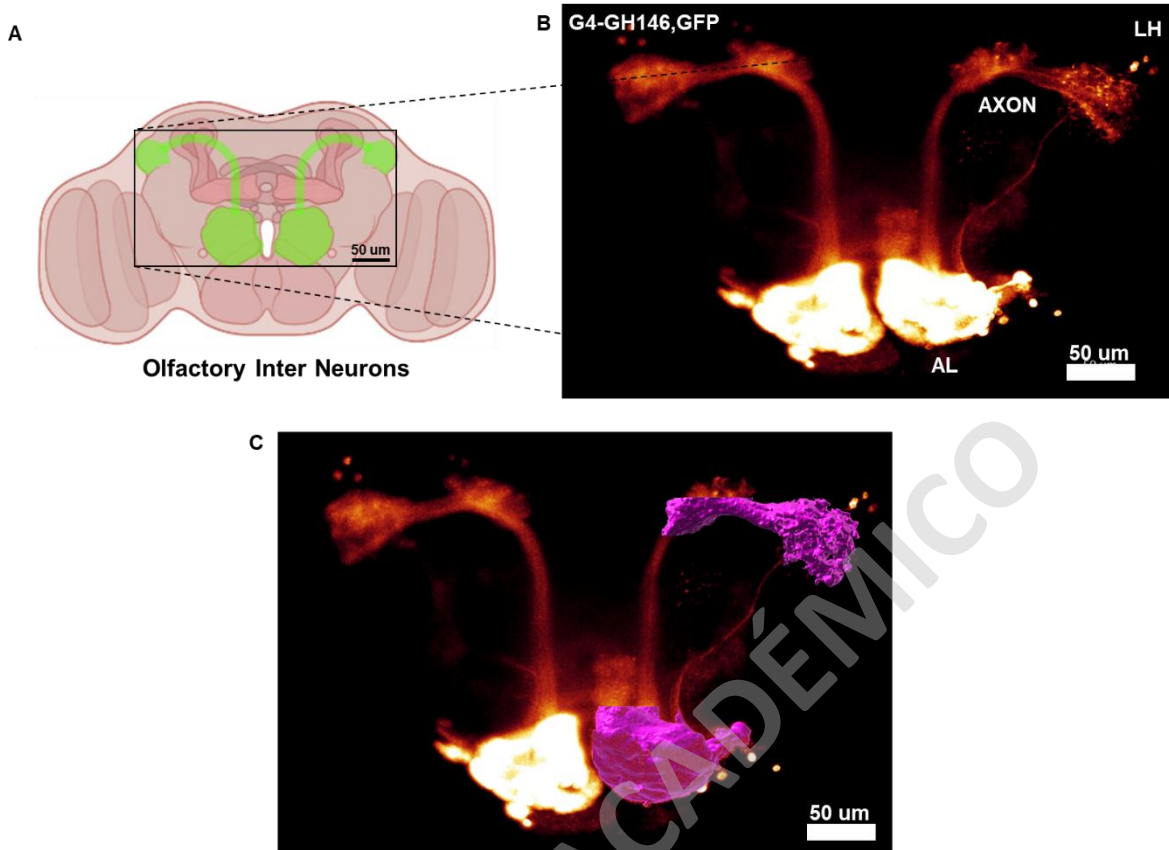 A
50 um
Olfactory Inter Neurons
B
G4-GH146,GFP
LH
AXON
AL
50 um
C
50 um
ACADÉMICO